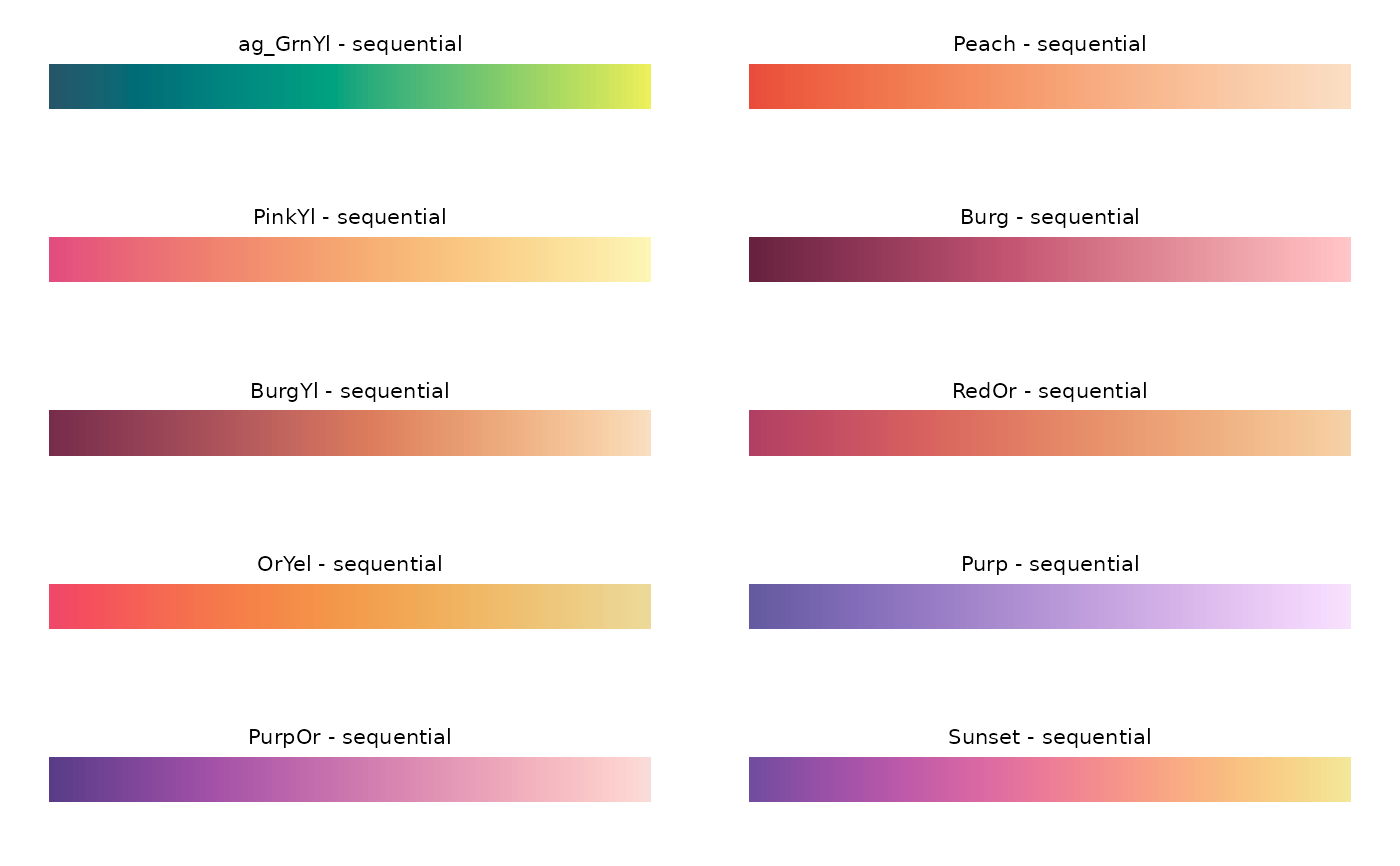 ag_GrnYl - sequential
Peach - sequential
PinkYl - sequential
Burg - sequential
BurgYl - sequential
RedOr - sequential
OrYel - sequential
Purp - sequential
PurpOr - sequential
Sunset - sequential